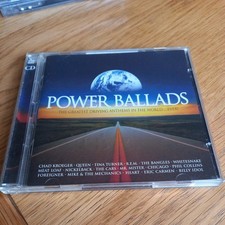 CD
POWER BALLADS
THE GREATEST DRIVING ANTHEMS IN THE WORLD... EVER!
CHAD KROEGER • QUEEN • TINA TURNER • R.E.M. • THE BANGLES • WHITESNAKE
MEAT LOAF • NICKELBACK • THE CARS • MR. MISTER • CHICAGO • PHIL COLLINS
FOREIGNER • MIKE & THE MECHANICS • HEART • ERIC CARMEN • BILLY IDOL